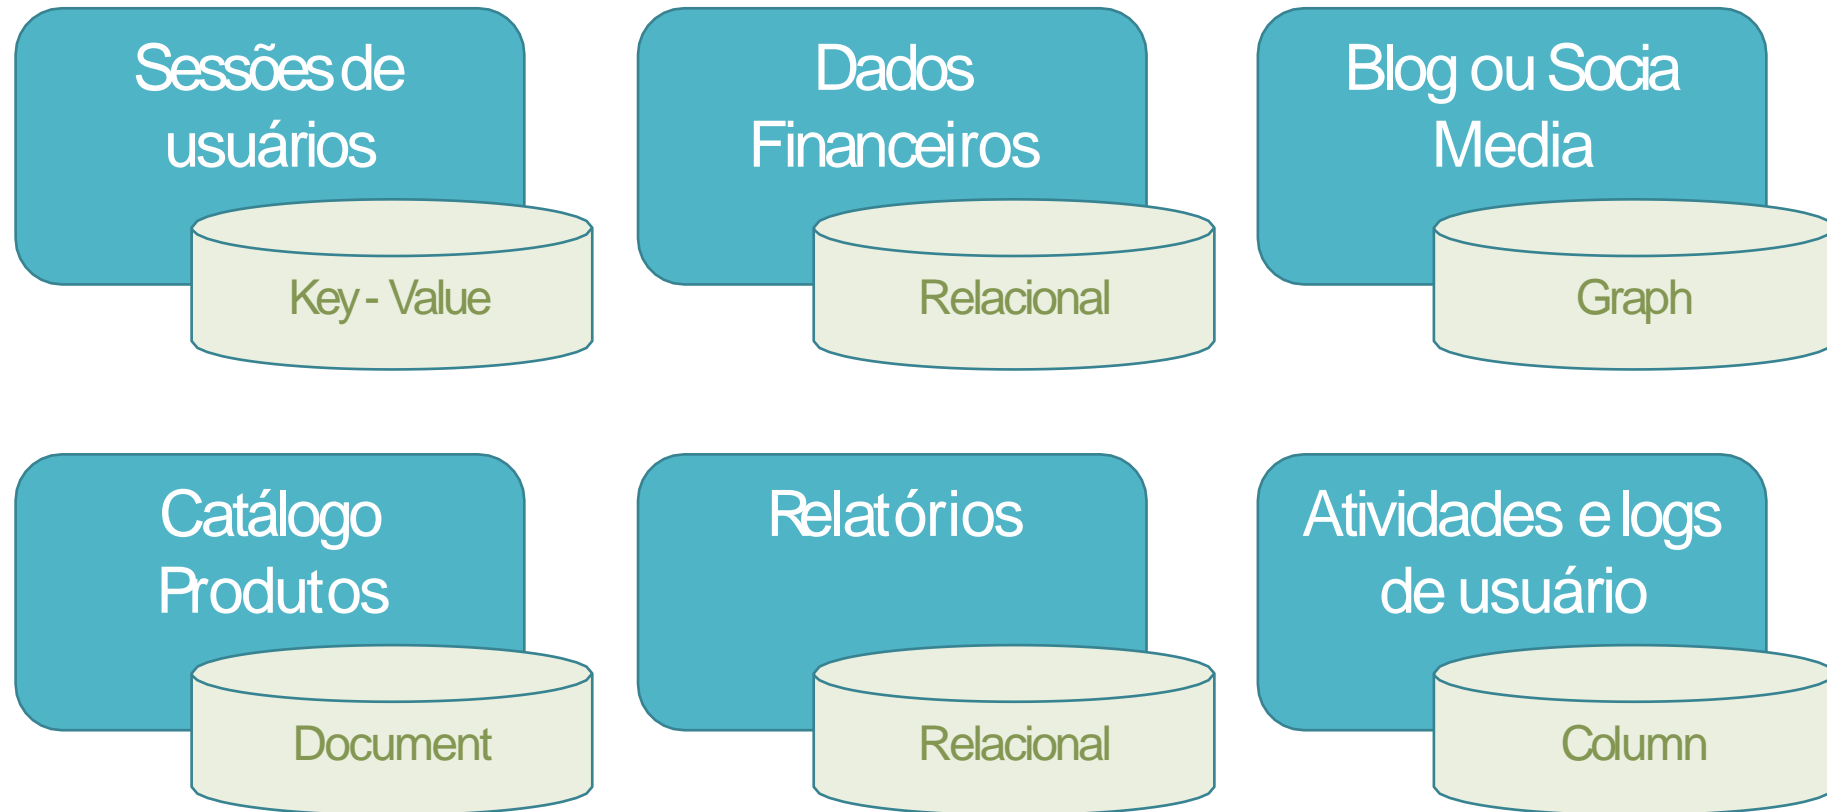 Sessões de
usuários
Key - Value
Dados
Financeiros
Relacional
Blog ou Socia
Media
Graph
Catálogo
Produtos
Document
Relatórios
Relacional
Atividades e logs
de usuário
Column